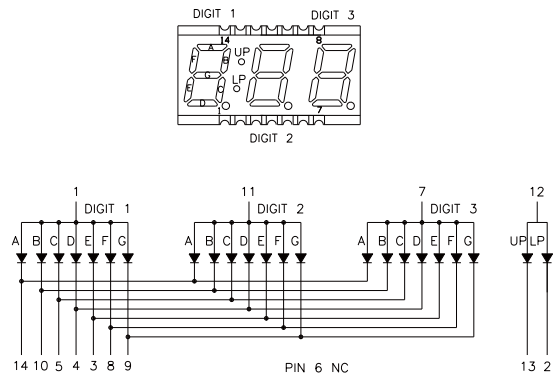 DIGIT 1 DIGIT 3
14 8
A
UP
F B
G
LP
E C
D
1 7
DIGIT 2
1 11 7 12
DIGIT 1 DIGIT 2 DIGIT 3
A B C D E F G A B C D E F G A B C D E F G UP LP
14 10 5 4 3 8 9 PIN 6 NC 13 2